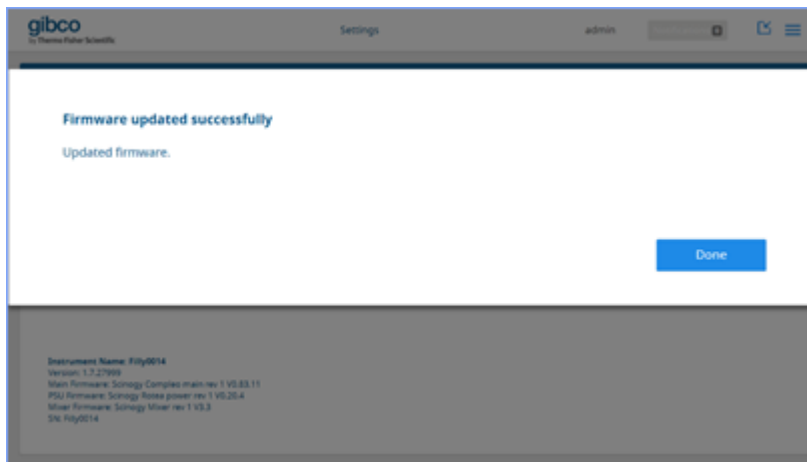 gibco
by Thermo Fisher Scientific
Settings
admin
Firmware updated successfully
Updated firmware.
Done
Instrument Name: Filly0014
Version: 1.7.27999
Main Firmware: Scinogy Compleo main rev 1 V0.83.11
PSU Firmware: Scinogy Rotea power rev 1 V0.20.4
Mixer Firmware: Scinogy Mixer rev 1 V3.3
SN: Filly0014